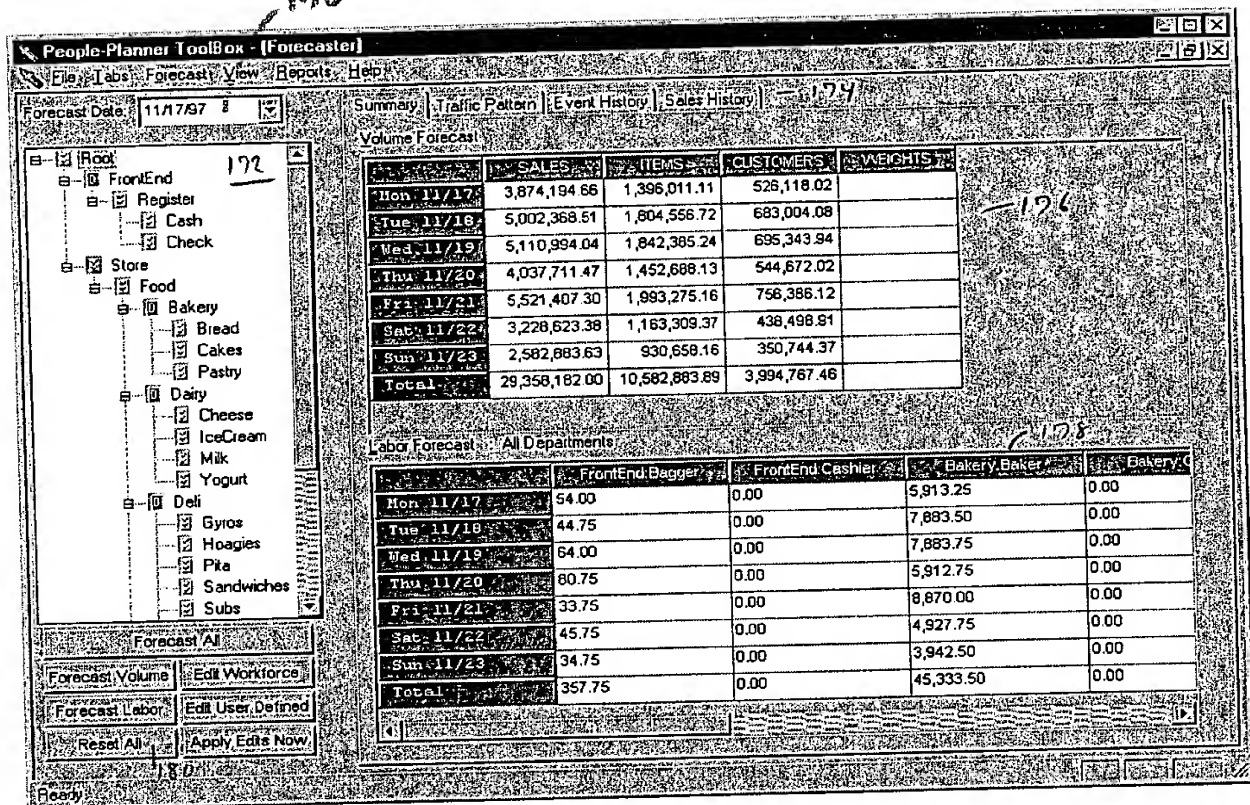 170
People-Planner ToolBox - [Forecaster]
File Tabs Forecast View Reports Help
Forecast Date: 11/17/97 8
Root 172
FrontEnd
Register
Cash
Check
Store
Food
Bakery
Bread
Cakes
Pastry
Dairy
Cheese
IceCream
Milk
Yogurt
Deli
Gyros
Hoagies
Pita
Sandwiches
Subs
Forecast All
Forecast Volume Edit Workforce
Forecast Labor Edit User Defined
Reset All Apply Edits Now
180
Ready
Summary Traffic Pattern Event History Sales History 174
Volume Forecast
SALES ITEMS CUSTOMERS WEIGHTS
Mon. 11/17 3,874,194.66 1,396,011.11 526,118.02
Tue. 11/18 5,002,368.51 1,804,556.72 683,004.08
Wed. 11/19 5,110,994.04 1,842,385.24 695,343.94
Thu. 11/20 4,037,711.47 1,452,688.13 544,672.02
Fri. 11/21 5,521,407.30 1,993,275.16 756,386.12
Sat. 11/22 3,228,623.38 1,163,309.37 438,498.91
Sun. 11/23 2,582,883.63 930,658.16 350,744.37
Total 29,358,182.00 10,582,883.89 3,994,767.46
176
Labor Forecast All Departments 178
FrontEnd.Bagger FrontEnd.Cashier Bakery.Baker Bakery.C
Mon. 11/17 54.00 0.00 5,913.25 0.00
Tue. 11/18 44.75 0.00 7,883.50 0.00
Wed. 11/19 64.00 0.00 7,883.75 0.00
Thu. 11/20 80.75 0.00 5,912.75 0.00
Fri. 11/21 33.75 0.00 8,870.00 0.00
Sat. 11/22 45.75 0.00 4,927.75 0.00
Sun. 11/23 34.75 0.00 3,942.50 0.00
Total 357.75 0.00 45,333.50 0.00